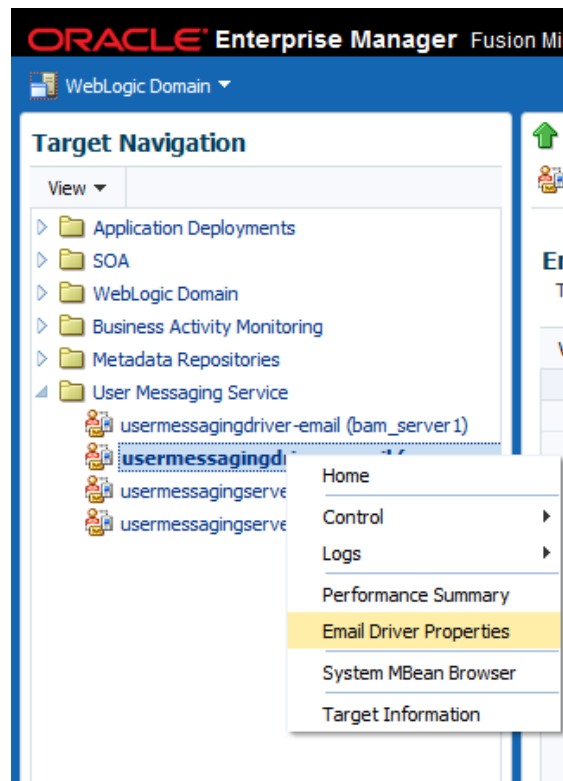 ORACLE Enterprise Manager Fusion Mi
WebLogic Domain
Target Navigation
View
Application Deployments
SOA
WebLogic Domain
Business Activity Monitoring
Metadata Repositories
User Messaging Service
usermessagingdriver-email (bam_server1)
usermessagingd
usermessagingserve
usermessagingserve
Home
Control
Logs
Performance Summary
Email Driver Properties
System MBean Browser
Target Information